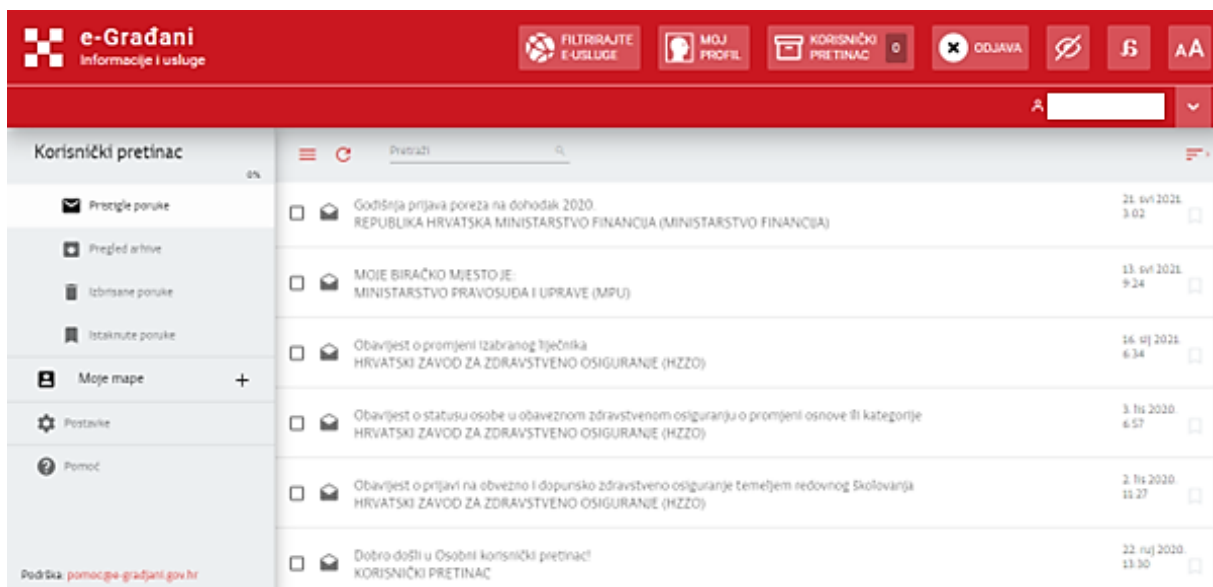 e-Građani
Informacije i usluge
FILTRIRAJTE
E-USLUGE
MOJ
PROFIL
KORISNIČKI
PRETINAC
0
ODJAVA
AA
Korisnički pretinac
0%
Pristigle poruke
Pregled arhive
Izbrisane poruke
Istaknute poruke
Moje mape
+
Postavke
Pomoć
Podrška: pomoc@e-gradjani.gov.hr
Pretraži
Godišnja prijava poreza na dohodak 2020.
REPUBLIKA HRVATSKA MINISTARSTVO FINANCIJA (MINISTARSTVO FINANCIJA)
21. svi 2021.
3:02
MOJE BIRAČKO MJESTO JE:
MINISTARSTVO PRAVOSUĐA I UPRAVE (MPU)
13. svi 2021.
9:24
Obavijest o promjeni izabranog liječnika
HRVATSKI ZAVOD ZA ZDRAVSTVENO OSIGURANJE (HZZO)
16. sij 2021.
6:34
Obavijest o statusu osobe u obaveznom zdravstvenom osiguranju o promjeni osnove ili kategorije
HRVATSKI ZAVOD ZA ZDRAVSTVENO OSIGURANJE (HZZO)
3. lis 2020.
6:57
Obavijest o prijavi na obvezno i dopunsko zdravstveno osiguranje temeljem redovnog školovanja
HRVATSKI ZAVOD ZA ZDRAVSTVENO OSIGURANJE (HZZO)
2. lis 2020.
11:27
Dobro došli u Osobni korisnički pretinac!
KORISNIČKI PRETINAC
22. ruj 2020.
13:30